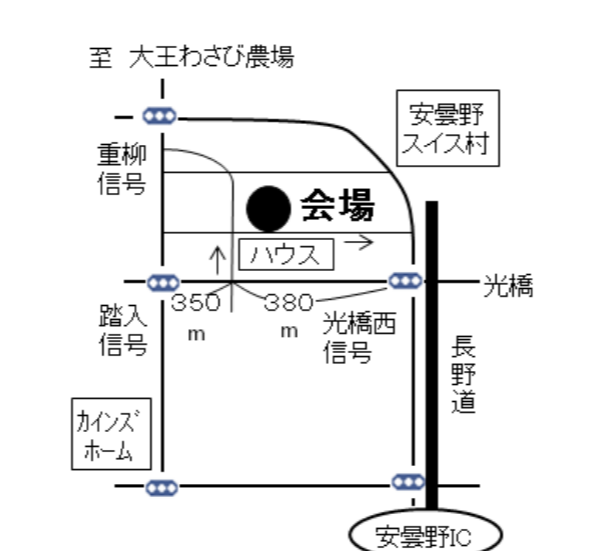 至 大王わさび農場
安曇野
スイス村
重柳
信号
会場
ハウス
光橋
350
m
380
m
踏入
信号
光橋西
信号
長野道
ｶｲﾝｽﾞ
ホーム
安曇野IC